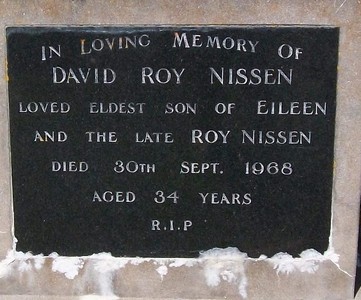 In Loving Memory Of
DAVID ROY NISSEN
LOVED ELDEST SON OF EILEEN
AND THE LATE ROY NISSEN
DIED 30TH SEPT. 1968
AGED 34 YEARS
R.I.P